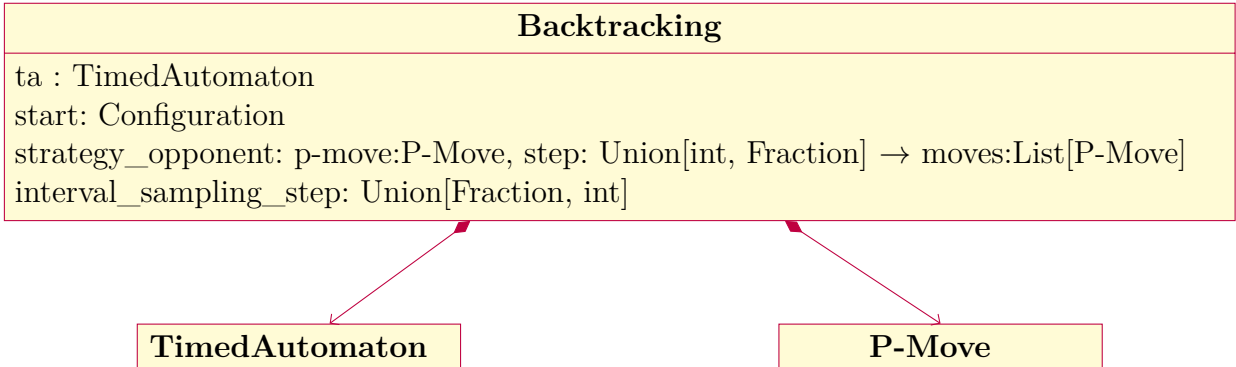 Backtracking
ta : TimedAutomaton
start: Configuration
strategy_opponent: p-move:P-Move, step: Union[int, Fraction] → moves:List[P-Move]
interval_sampling_step: Union[Fraction, int]
TimedAutomaton
P-Move